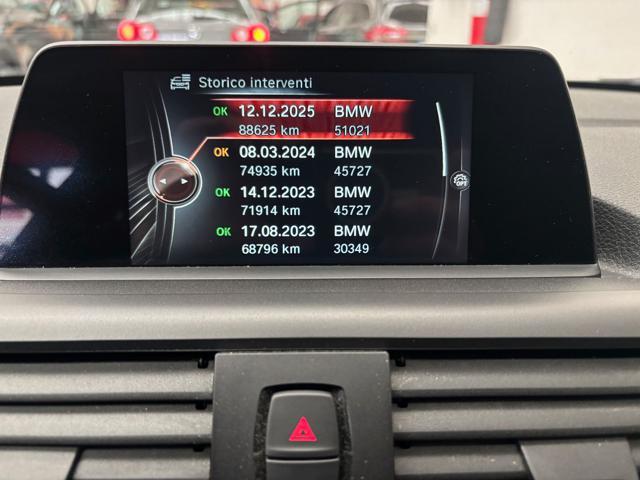 Storico interventi
OK 12.12.2025 BMW
88625 km 51021
OK 08.03.2024 BMW
74935 km 45727
OK 14.12.2023 BMW
71914 km 45727
OK 17.08.2023 BMW
68796 km 30349
OPT